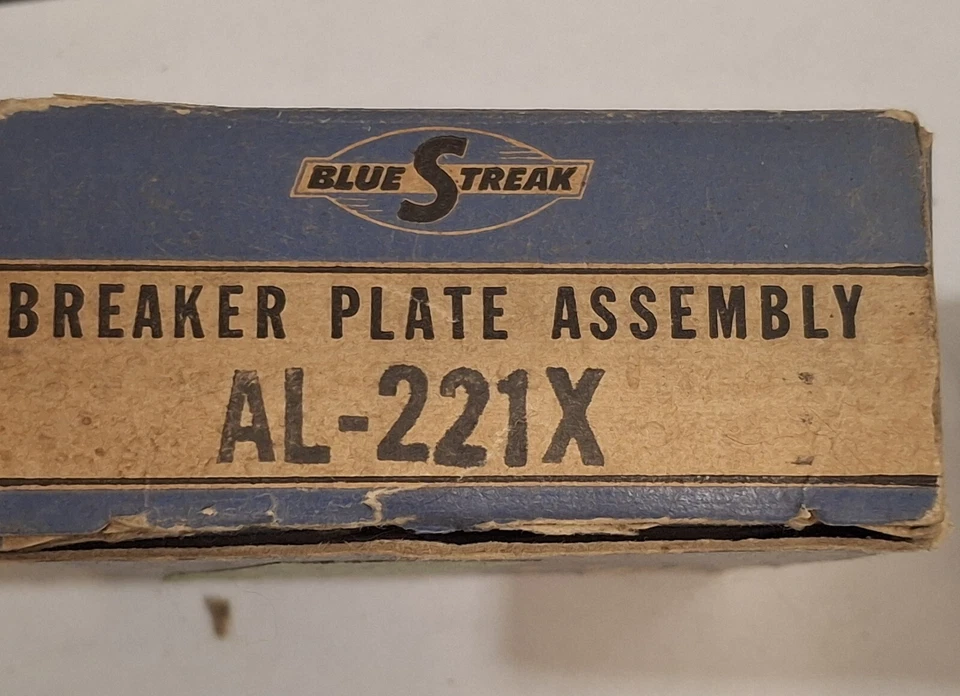 BLUE STREAK
BREAKER PLATE ASSEMBLY
AL-221X